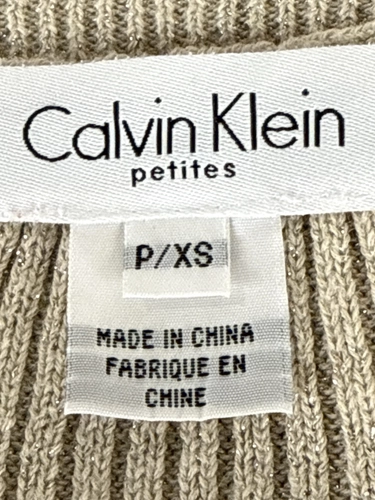 Calvin Klein
petites
P/XS
MADE IN CHINA
FABRIQUE EN
CHINE